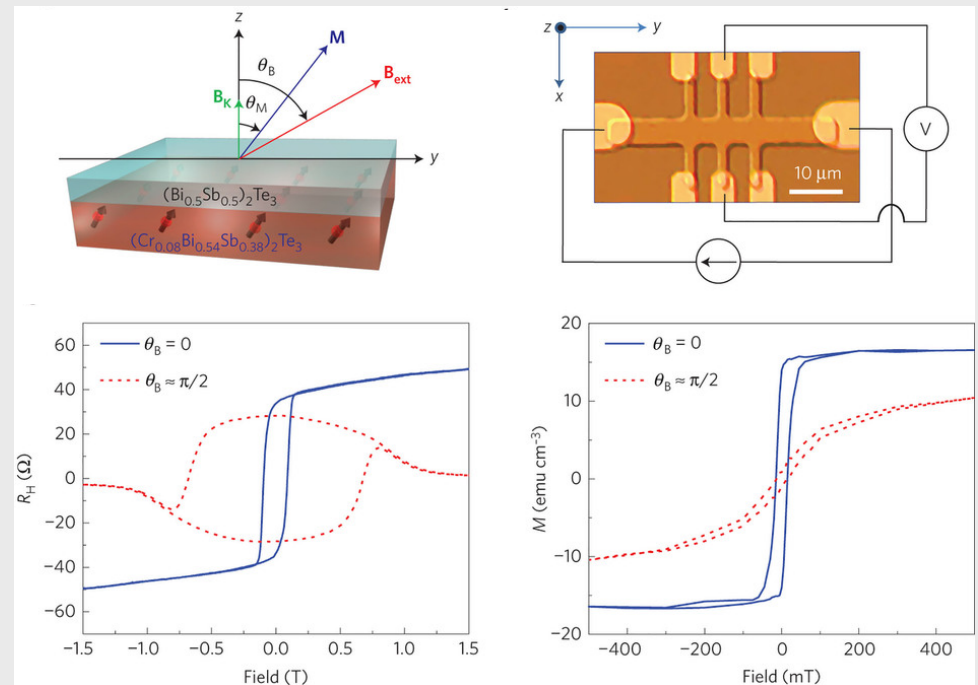 z
M
θB
Bext
BK
θM
y
(Bi0.5Sb0.5)2Te3
(Cr0.08Bi0.54Sb0.38)2Te3
z
y
x
V
10 μm
60
40
20
0
−20
−40
−60
RH (Ω)
θB = 0
θB ≈ π/2
−1.5 −1.0 −0.5 0.0 0.5 1.0 1.5
Field (T)
20
10
0
−10
−20
M (emu cm−3)
θB = 0
θB ≈ π/2
−400 −200 0 200 400
Field (mT)